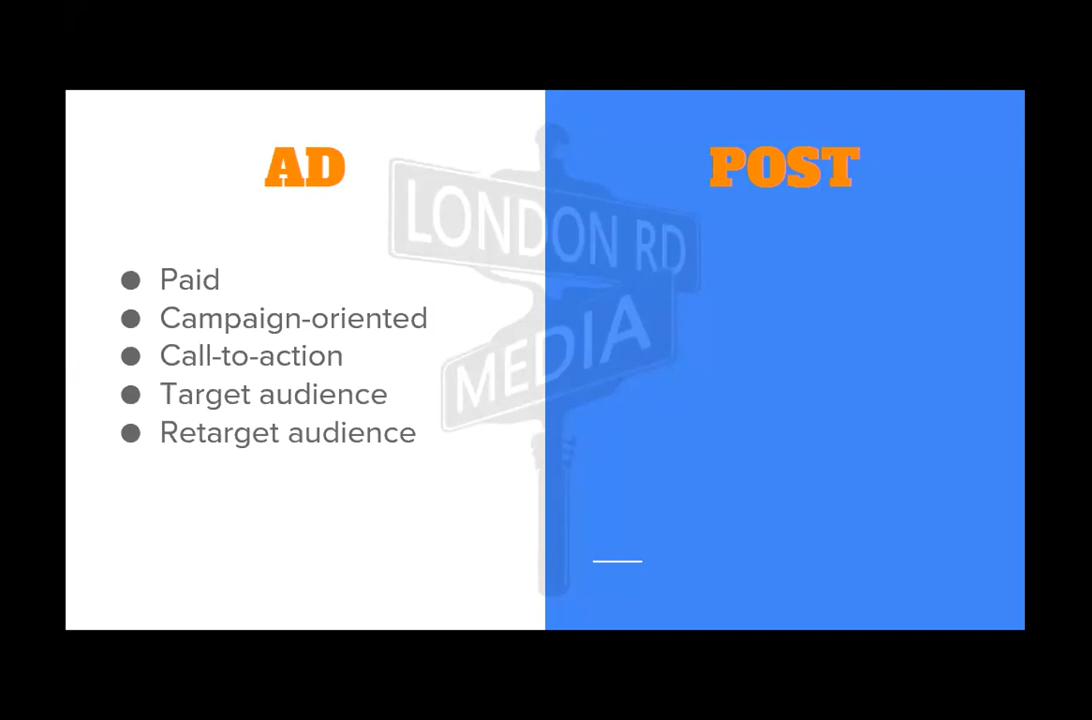 AD
Paid
Campaign-oriented
Call-to-action
Target audience
Retarget audience
POST
LONDON RD
MEDIA